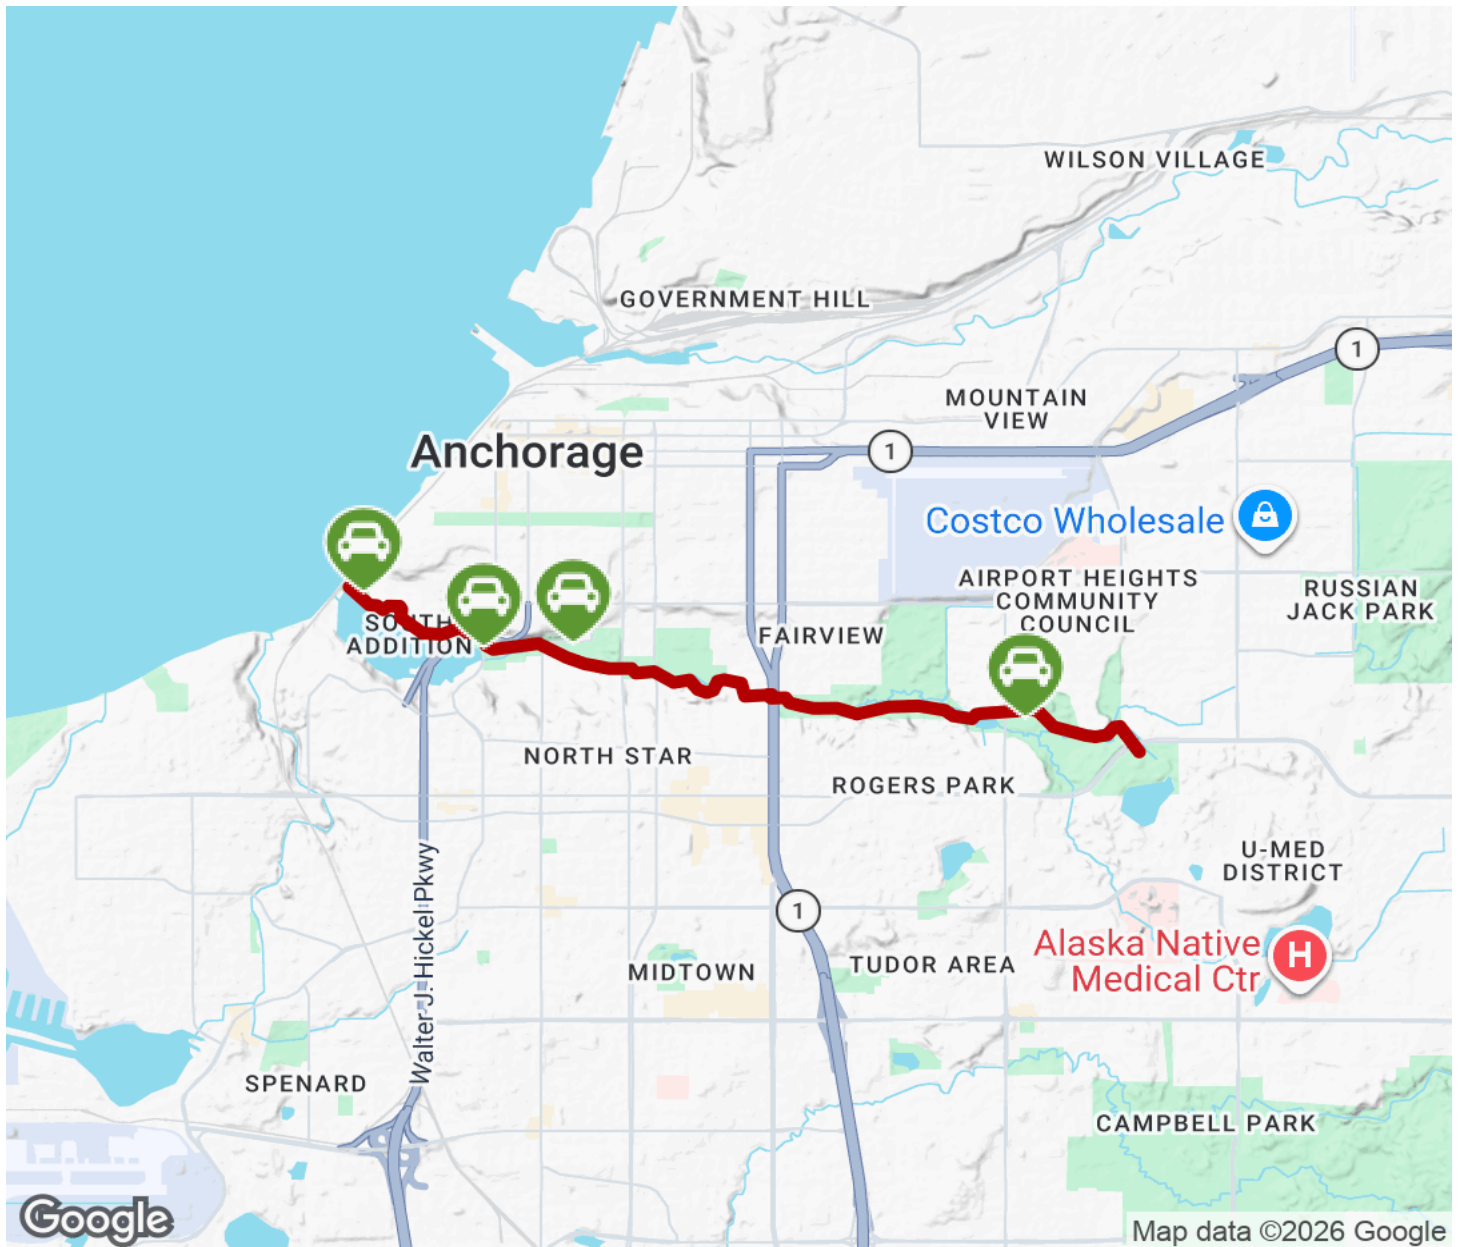 WILSON VILLAGE
GOVERNMENT HILL
1
MOUNTAIN
VIEW
Anchorage
1
Costco Wholesale
AIRPORT HEIGHTS
COMMUNITY
COUNCIL
RUSSIAN
JACK PARK
SOUTH
ADDITION
FAIRVIEW
NORTH STAR
ROGERS PARK
U-MED
DISTRICT
Walter J. Hickel Pkwy
1
Alaska Native
Medical Ctr
H
MIDTOWN
TUDOR AREA
SPENARD
CAMPBELL PARK
Google
Map data ©2026 Google